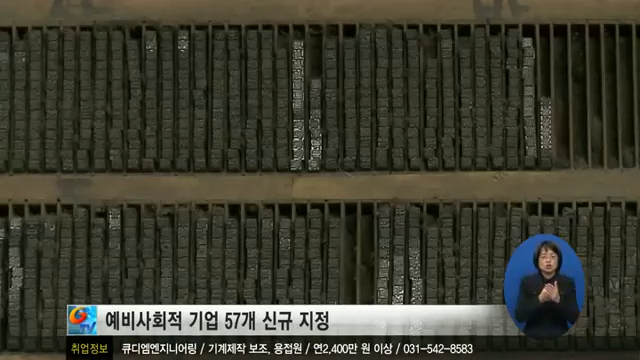 예비사회적 기업 57개 신규 지정
TV
취업정보 큐디엠엔지니어링 / 기계제작 보조, 용접원 / 연2,400만 원 이상 / 031-542-8583